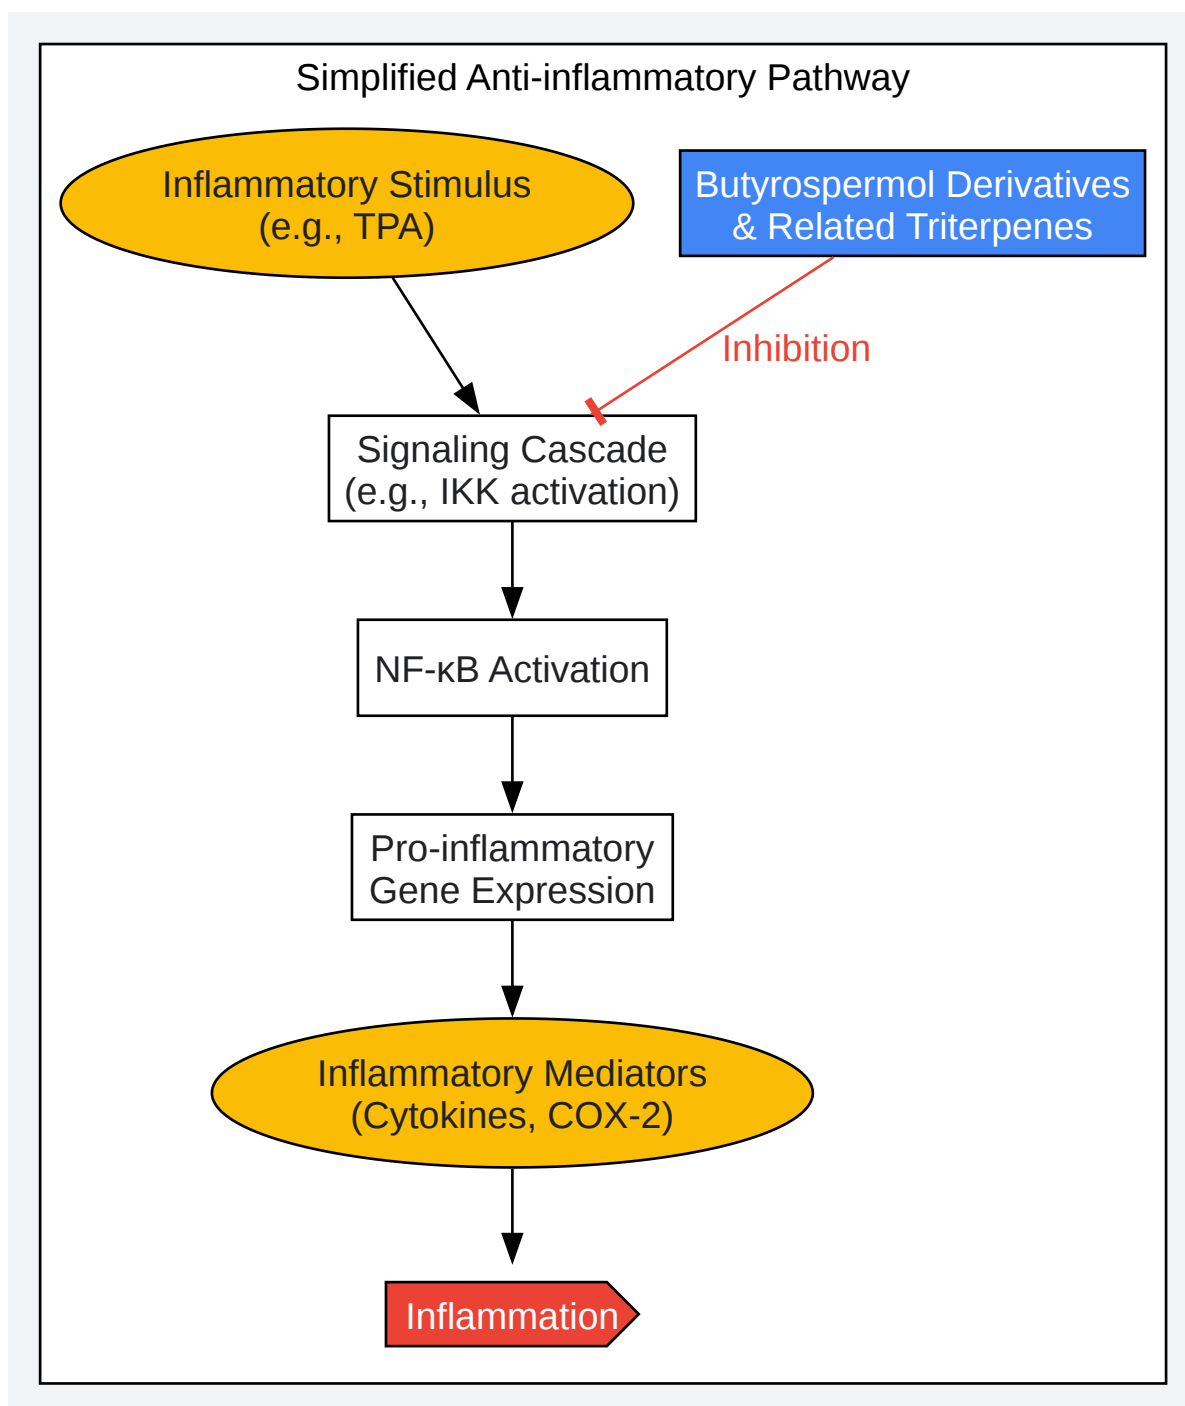 Simplified Anti-inflammatory Pathway
Inflammatory Stimulus
(e.g., TPA)
Butyrospermol Derivatives
& Related Triterpenes
Inhibition
Signaling Cascade
(e.g., IKK activation)
NF-κB Activation
Pro-inflammatory
Gene Expression
Inflammatory Mediators
(Cytokines, COX-2)
Inflammation